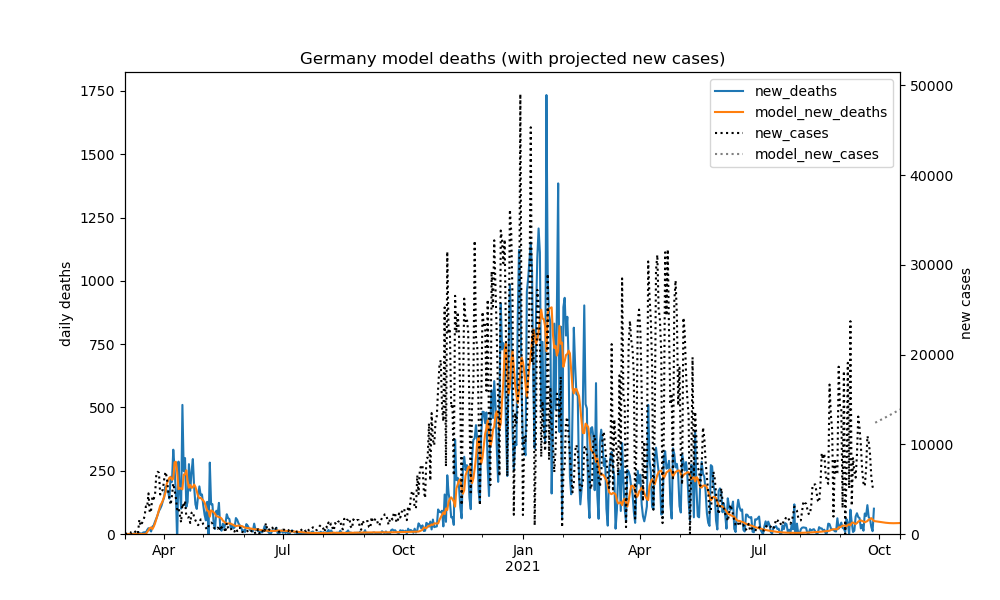 Germany model deaths (with projected new cases)
new_deaths
model_new_deaths
new_cases
model_new_cases
daily deaths
1750
1500
1250
1000
750
500
250
0
new cases
50000
40000
30000
20000
10000
0
Apr
Jul
Oct
Jan
2021
Apr
Jul
Oct